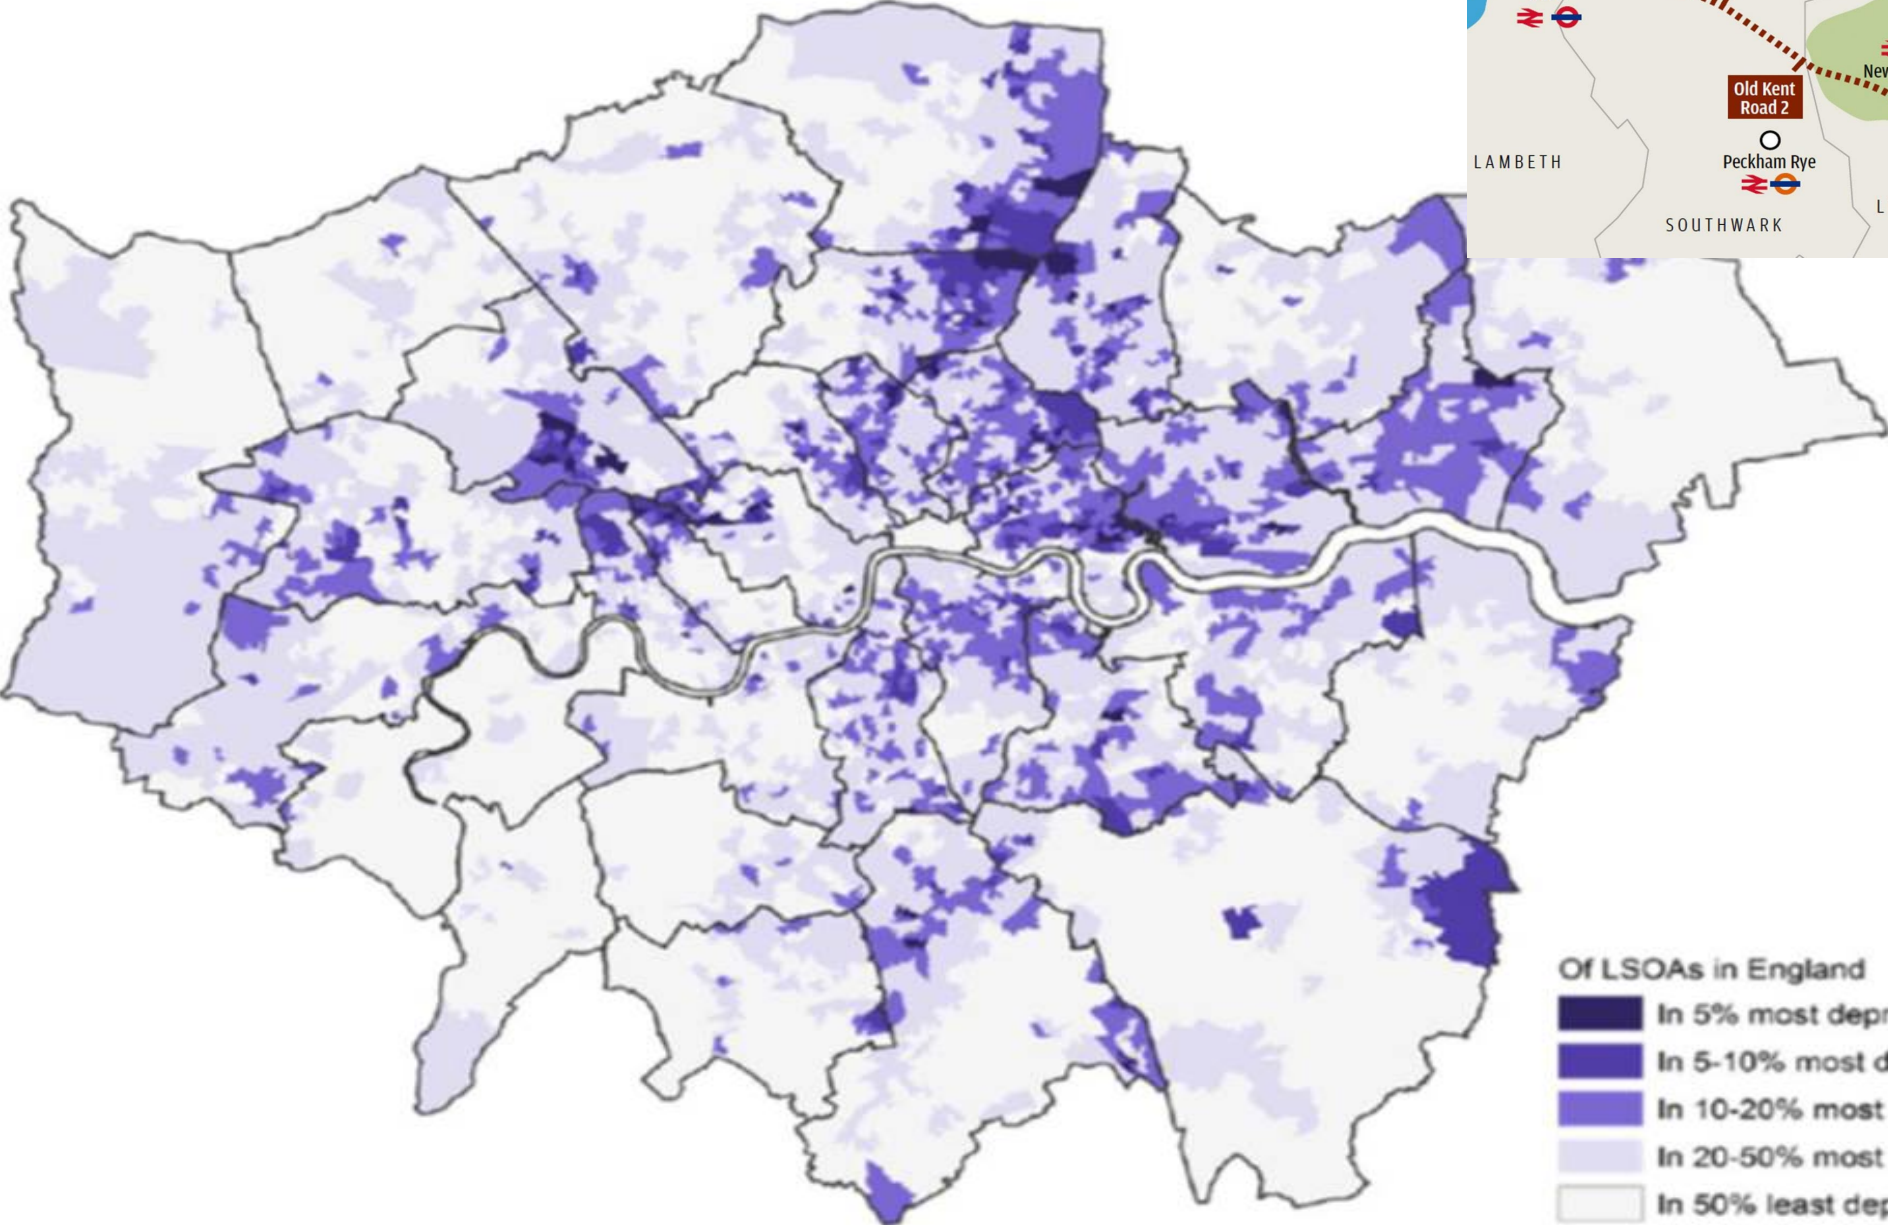 Old Kent
Road 2
New
LAMBETH
Peckham Rye
L
SOUTHWARK
Of LSOAs in England
In 5% most depr
In 5-10% most d
In 10-20% most
In 20-50% most
In 50% least dep